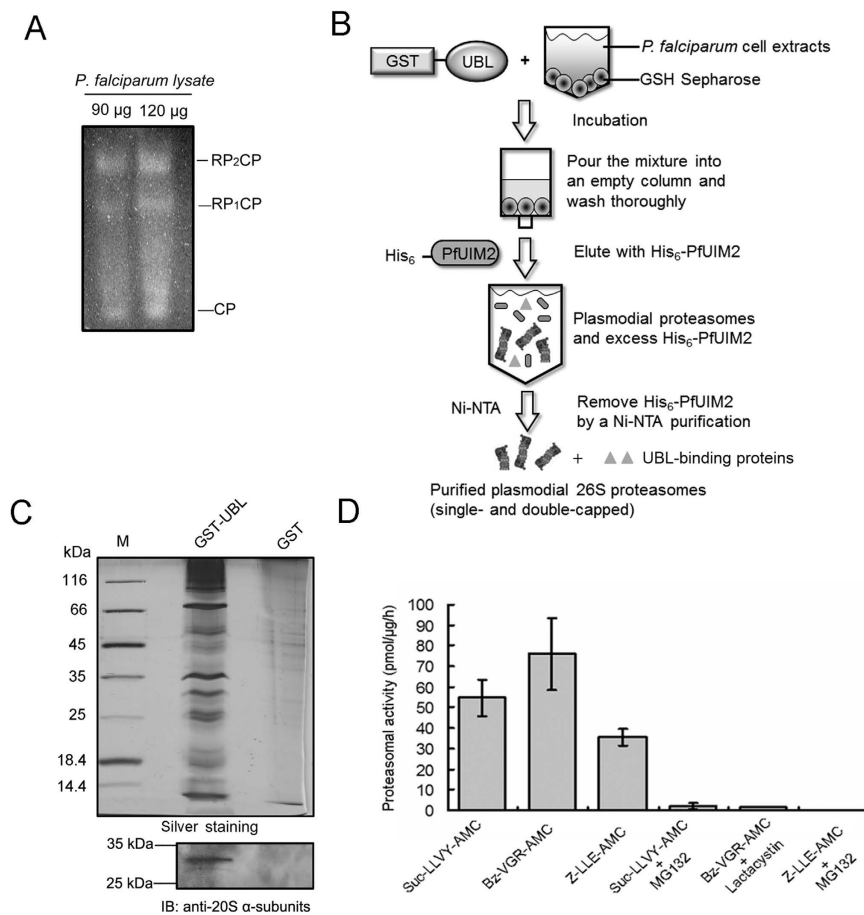 A
P. falciparum lysate
90 µg 120 µg
RP2CP
RP1CP
CP
B
GST UBL +
P. falciparum cell extracts
GSH Sepharose
Incubation
Pour the mixture into
an empty column and
wash thoroughly
His6 PfUIM2
Elute with His6-PfUIM2
Plasmodial proteasomes
and excess His6-PfUIM2
Ni-NTA
Remove His6-PfUIM2
by a Ni-NTA purification
+ UBL-binding proteins
Purified plasmodial 26S proteasomes
(single- and double-capped)
C
kDa M GST-UBL GST
116
66
45
35
25
18.4
14.4
Silver staining
35 kDa
25 kDa
IB: anti-20S α-subunits
D
Proteasomal activity (pmol/µg/h)
100
90
80
70
60
50
40
30
20
10
0
Suc-LLVY-AMC
Bz-VGR-AMC
Z-LLE-AMC
Suc-LLVY-AMC
+
MG132
Bz-VGR-AMC
+
Lactacystin
Z-LLE-AMC
+
MG132